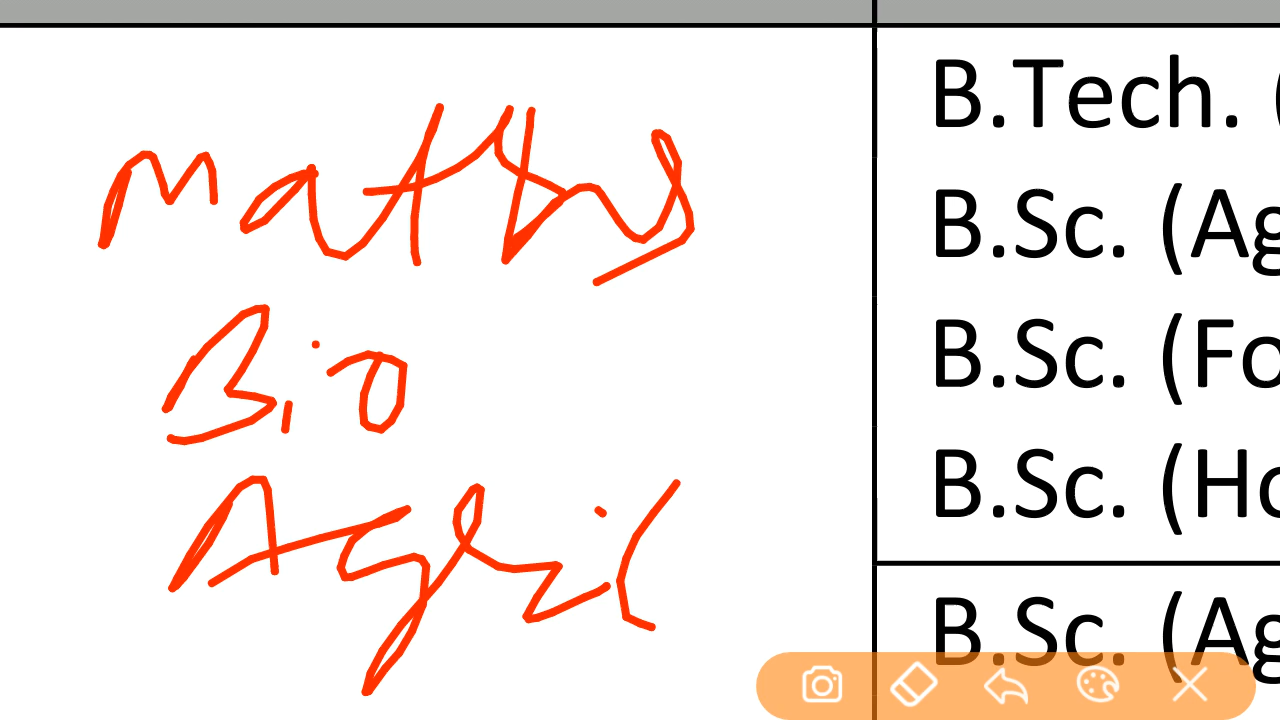 Maths
B.Tech. (
B.Sc. (Ag
Bio
B.Sc. (Fo
Agri(
B.Sc. (Ho
B.Sc. (Ag